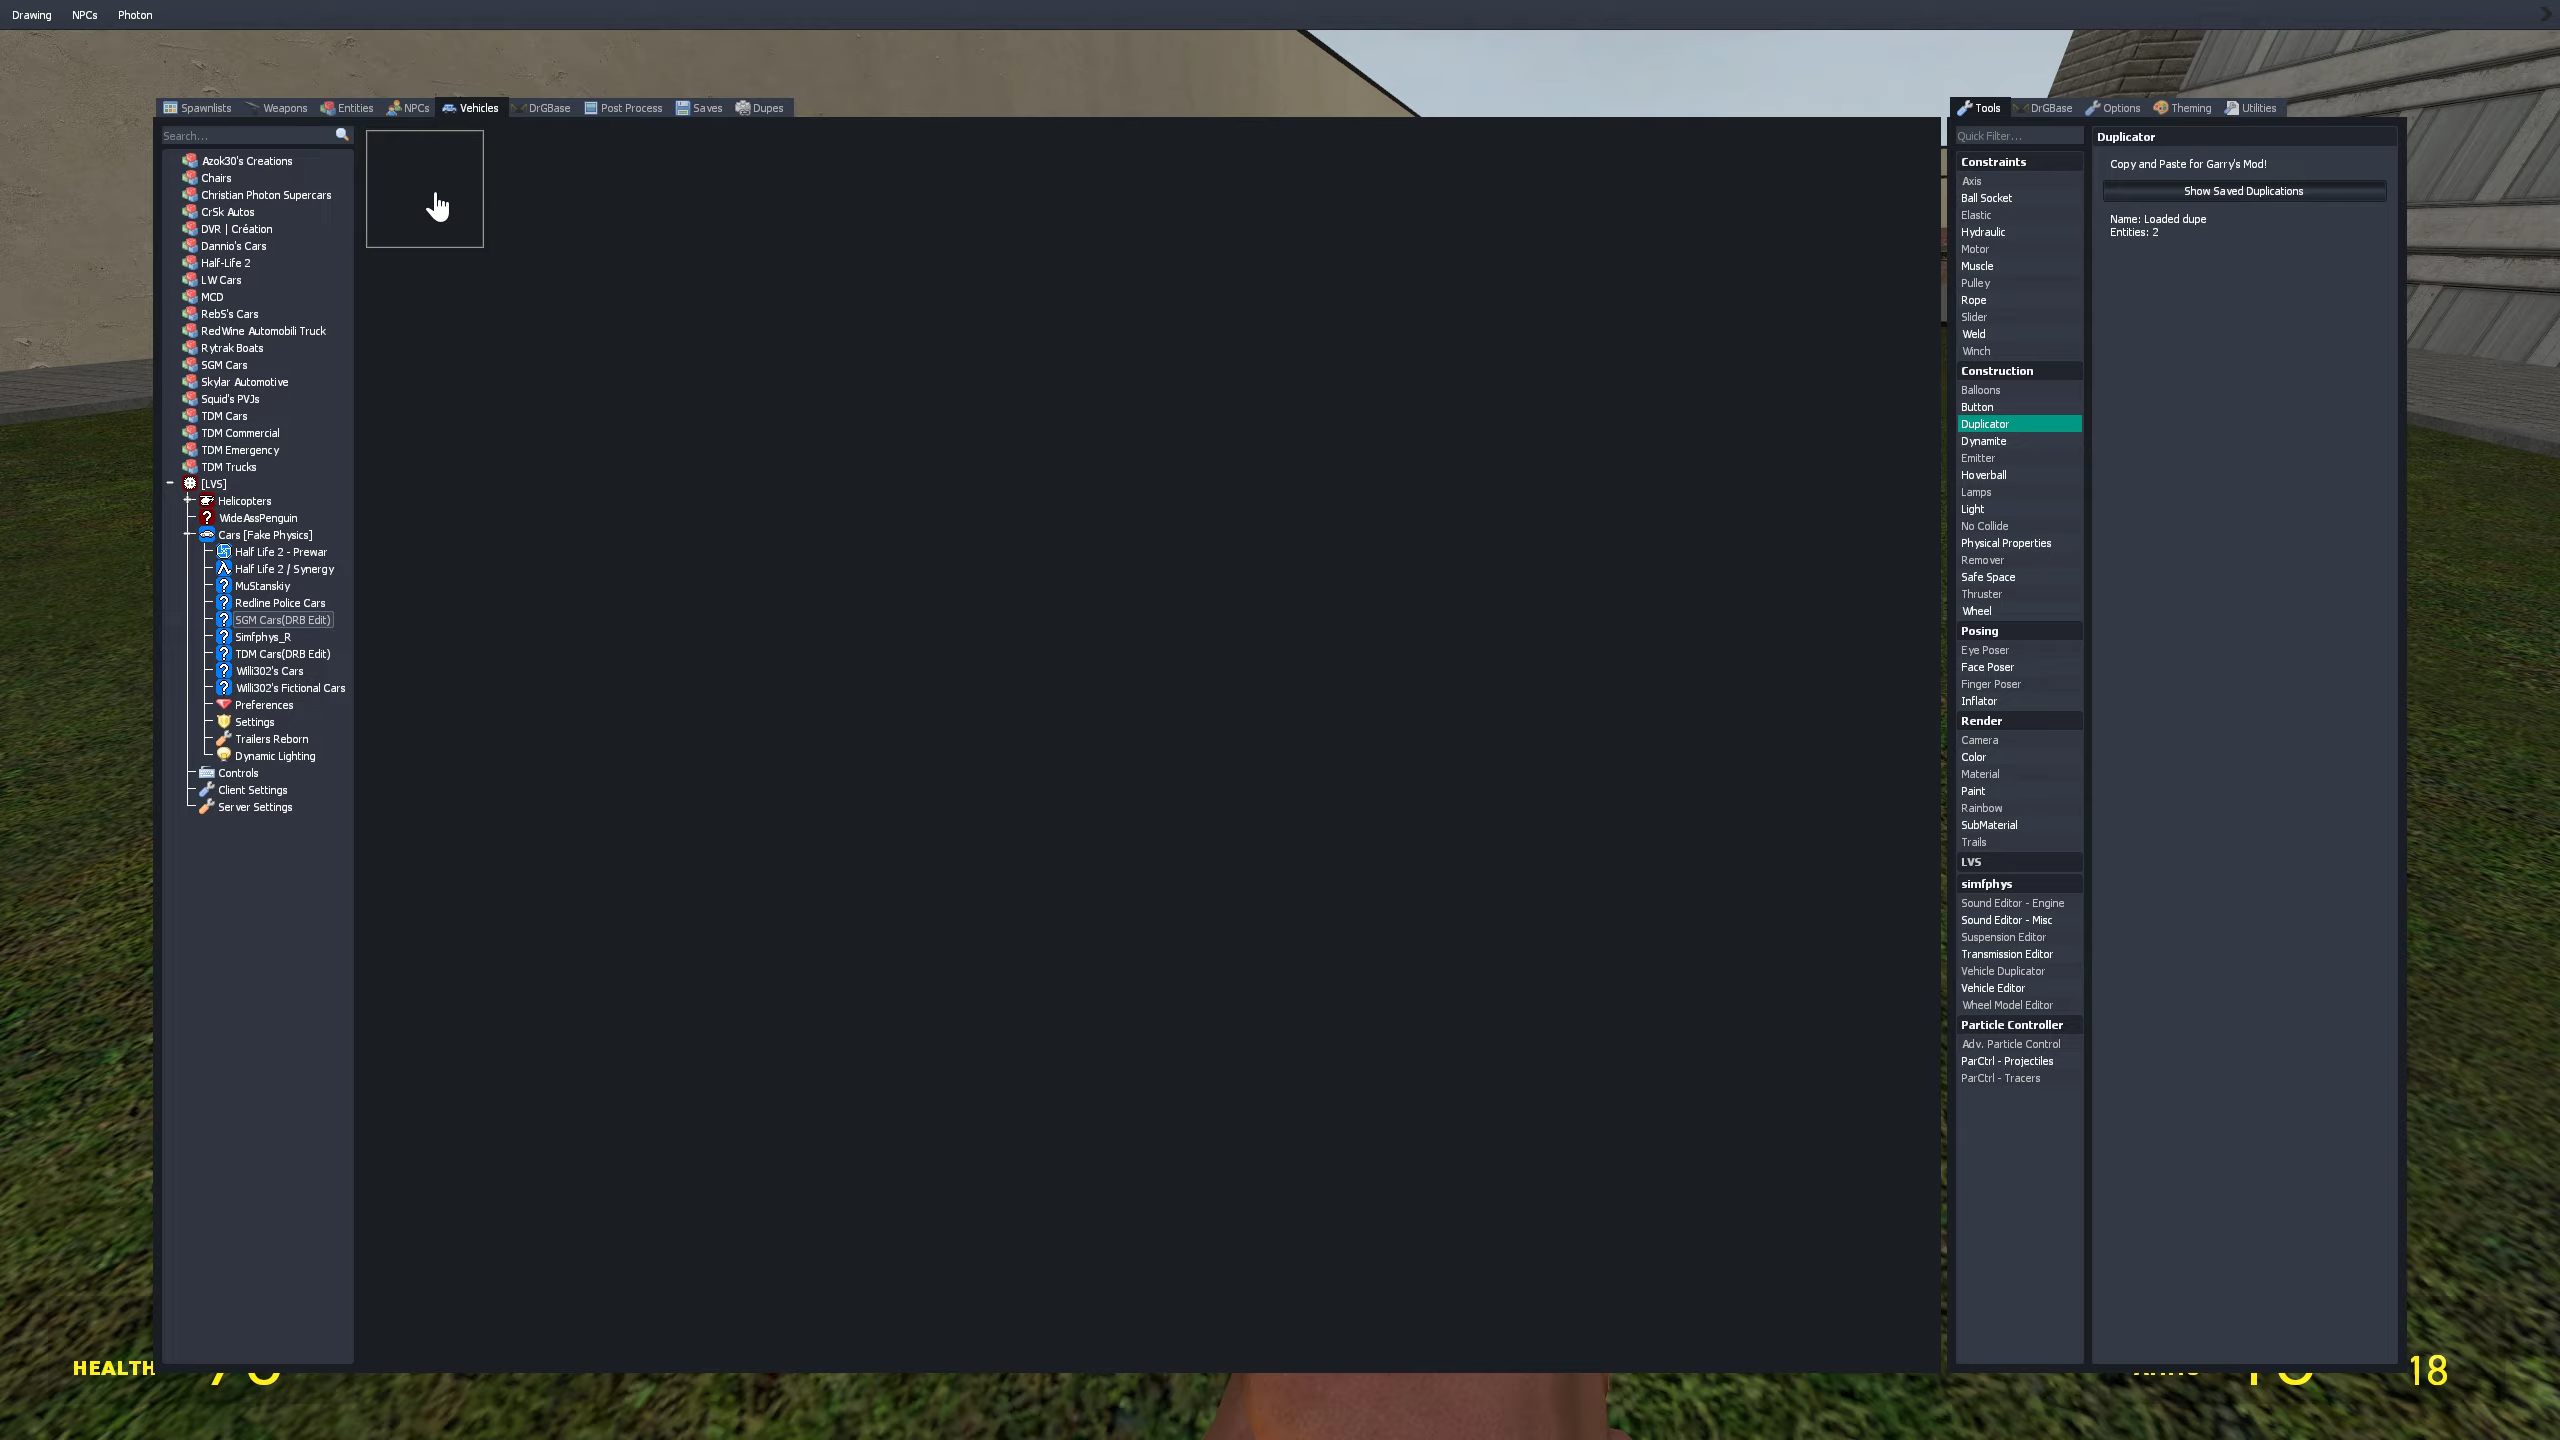 Drawing NPCs Photon
Spawnlists Weapons Entities NPCs Vehicles DrGBase Post Process Saves Dupes
Search...
Azok30's Creations
Chairs
Christian Photon Supercars
CrSk Autos
DVR | Création
Dannio's Cars
Half-Life 2
LW Cars
MCD
RebS's Cars
RedWine Automobili Truck
Rytrak Boats
SGM Cars
Skylar Automotive
Squid's PVJs
TDM Cars
TDM Commercial
TDM Emergency
TDM Trucks
[LVS]
Helicopters
WideAssPenguin
Cars [Fake Physics]
Half Life 2 - Prewar
Half Life 2 / Synergy
MuStanskiy
Redline Police Cars
SGM Cars(DRB Edit)
Simfphys_R
TDM Cars(DRB Edit)
Willi302's Cars
Willi302's Fictional Cars
Preferences
Settings
Trailers Reborn
Dynamic Lighting
Controls
Client Settings
Server Settings
Tools DrGBase Options Theming Utilities
Quick Filter...
Constraints
Axis
Ball Socket
Elastic
Hydraulic
Motor
Muscle
Pulley
Rope
Slider
Weld
Winch
Construction
Balloons
Button
Duplicator
Dynamite
Emitter
Hoverball
Lamps
Light
No Collide
Physical Properties
Remover
Safe Space
Thruster
Wheel
Posing
Eye Poser
Face Poser
Finger Poser
Inflator
Render
Camera
Color
Material
Paint
Rainbow
SubMaterial
Trails
LVS
simfphys
Sound Editor - Engine
Sound Editor - Misc
Suspension Editor
Transmission Editor
Vehicle Duplicator
Vehicle Editor
Wheel Model Editor
Particle Controller
Adv. Particle Control
ParCtrl - Projectiles
ParCtrl - Tracers
Duplicator
Copy and Paste for Garry's Mod!
Show Saved Duplications
Name: Loaded dupe
Entities: 2
HEALTH
18